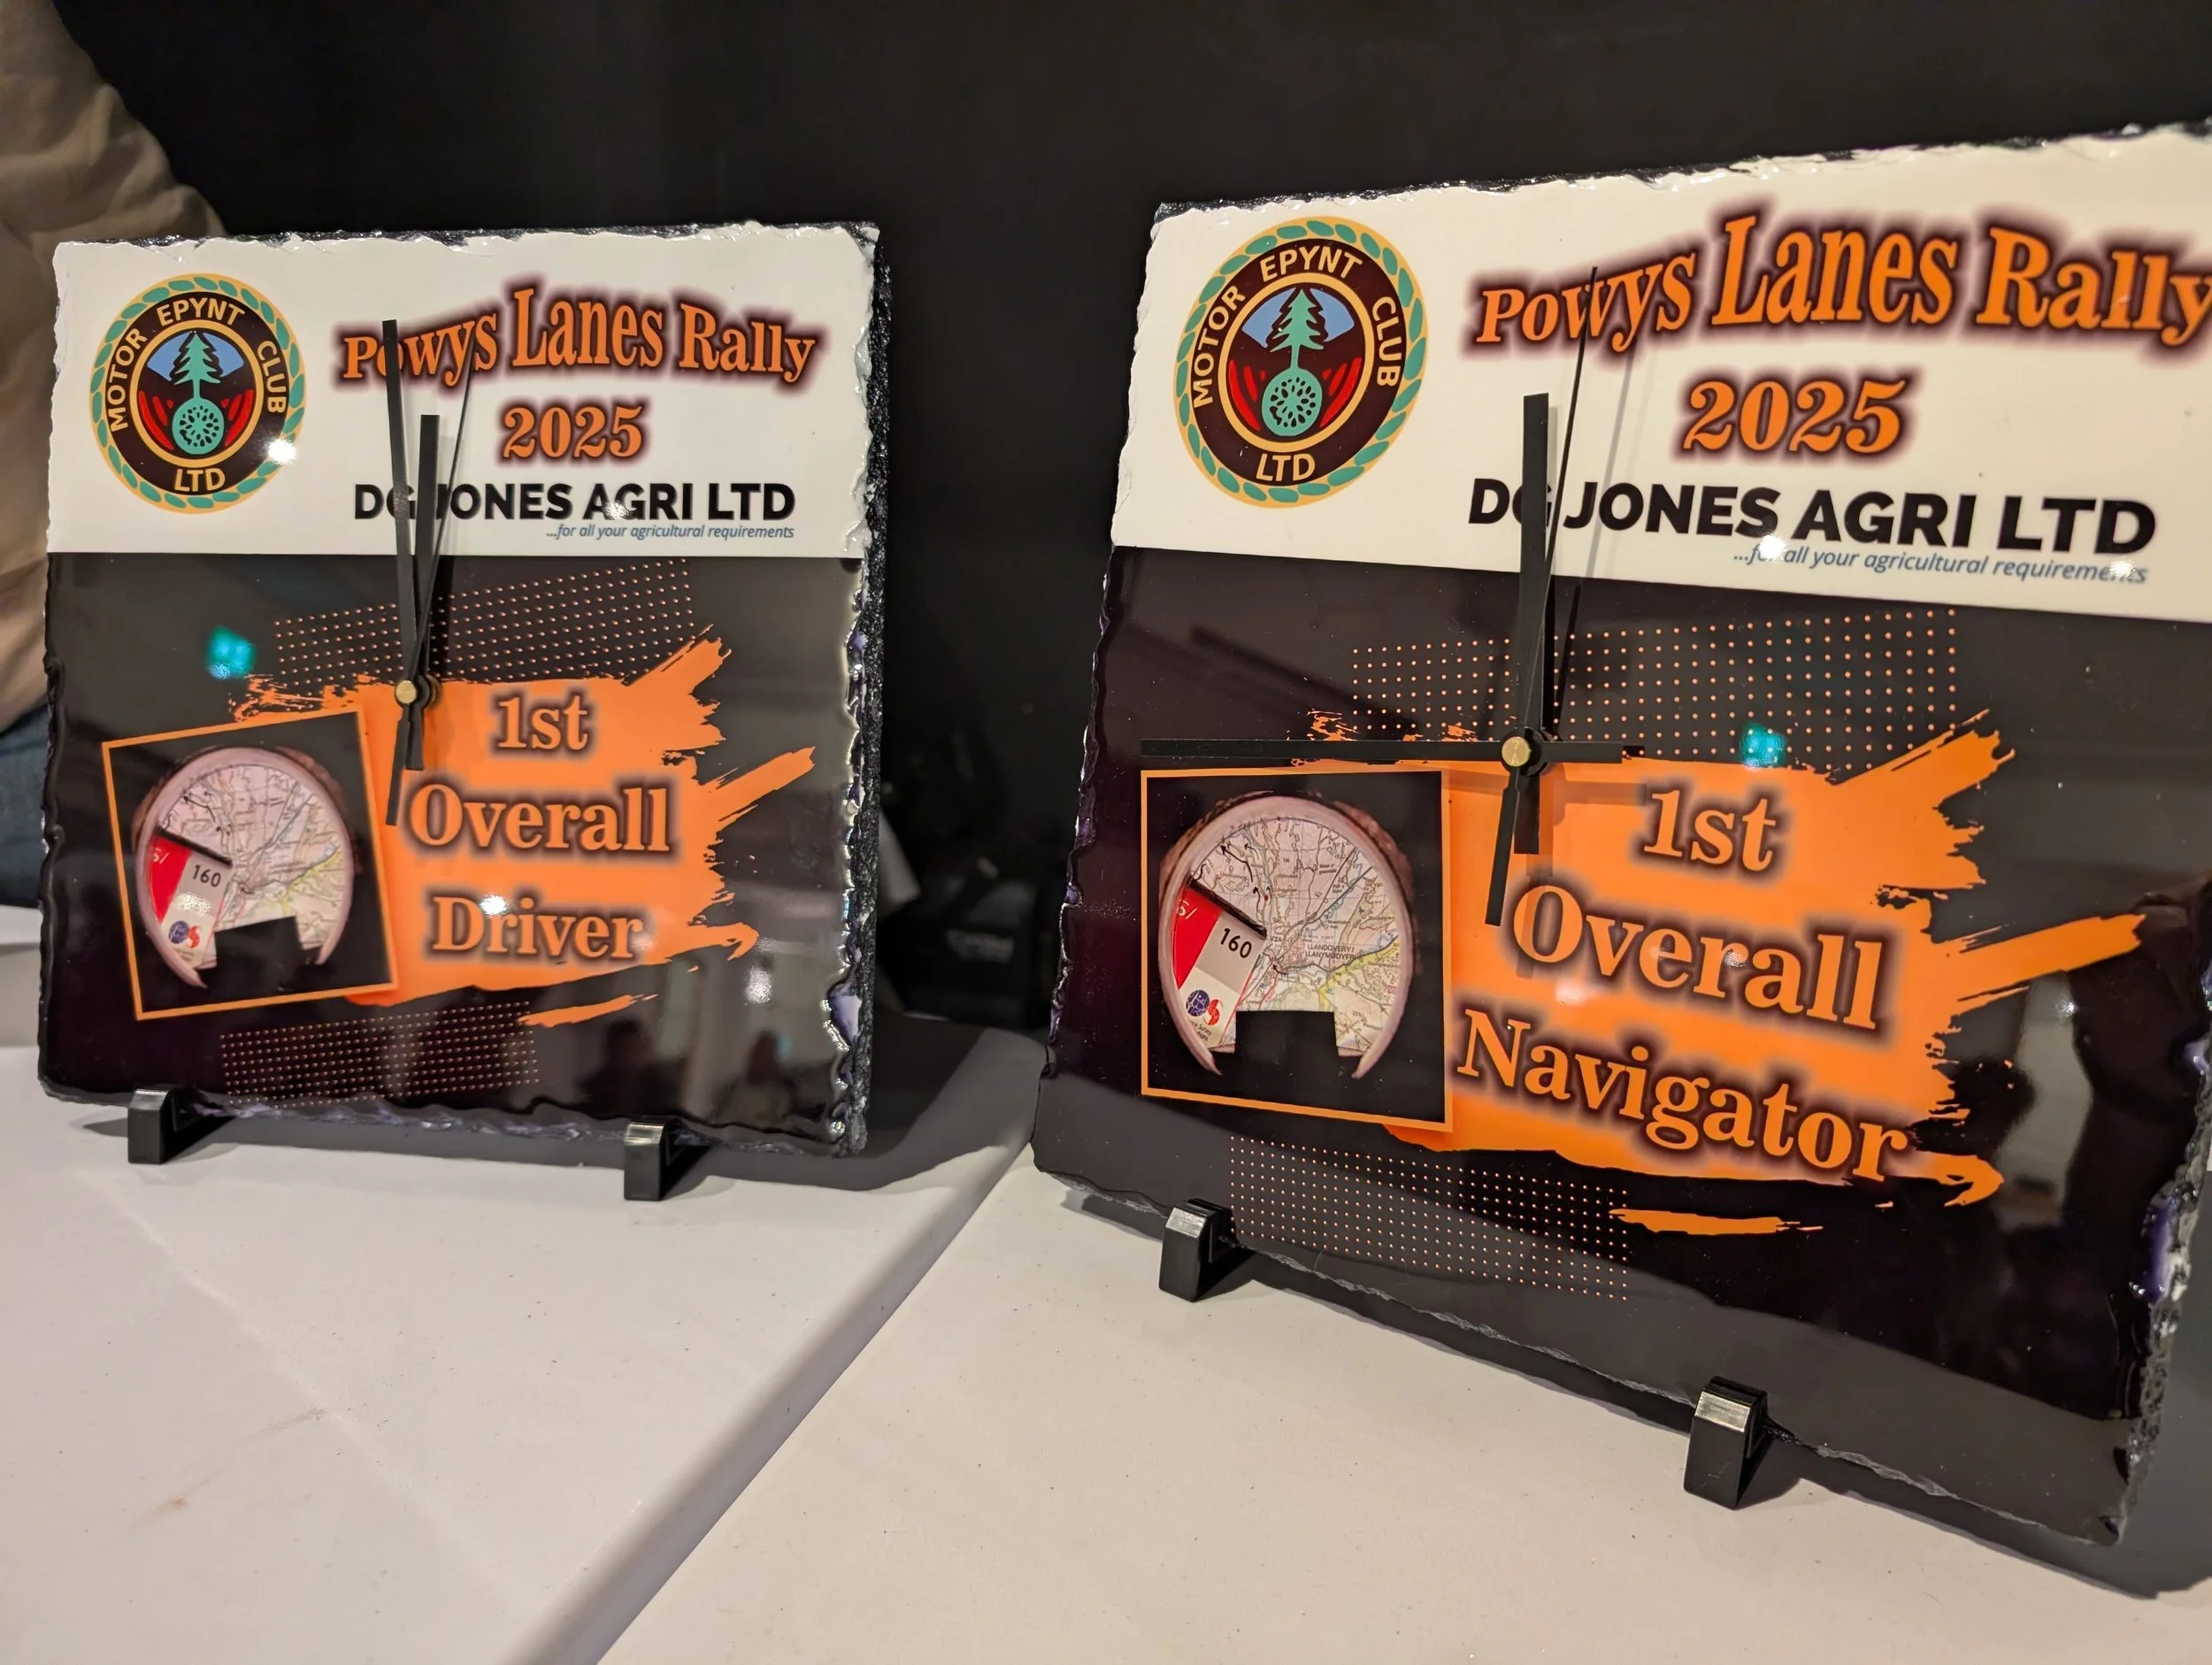 MOTOR EPYNT CLUB
LTD
Powys Lanes Rally
2025
DG JONES AGRI LTD
...for all your agricultural requirements
1st
Overall
Driver
160
MOTOR EPYNT CLUB
LTD
Powys Lanes Rally
2025
DG JONES AGRI LTD
...for all your agricultural requirements
1st
Overall
Navigator
160
LLANDOVERY /